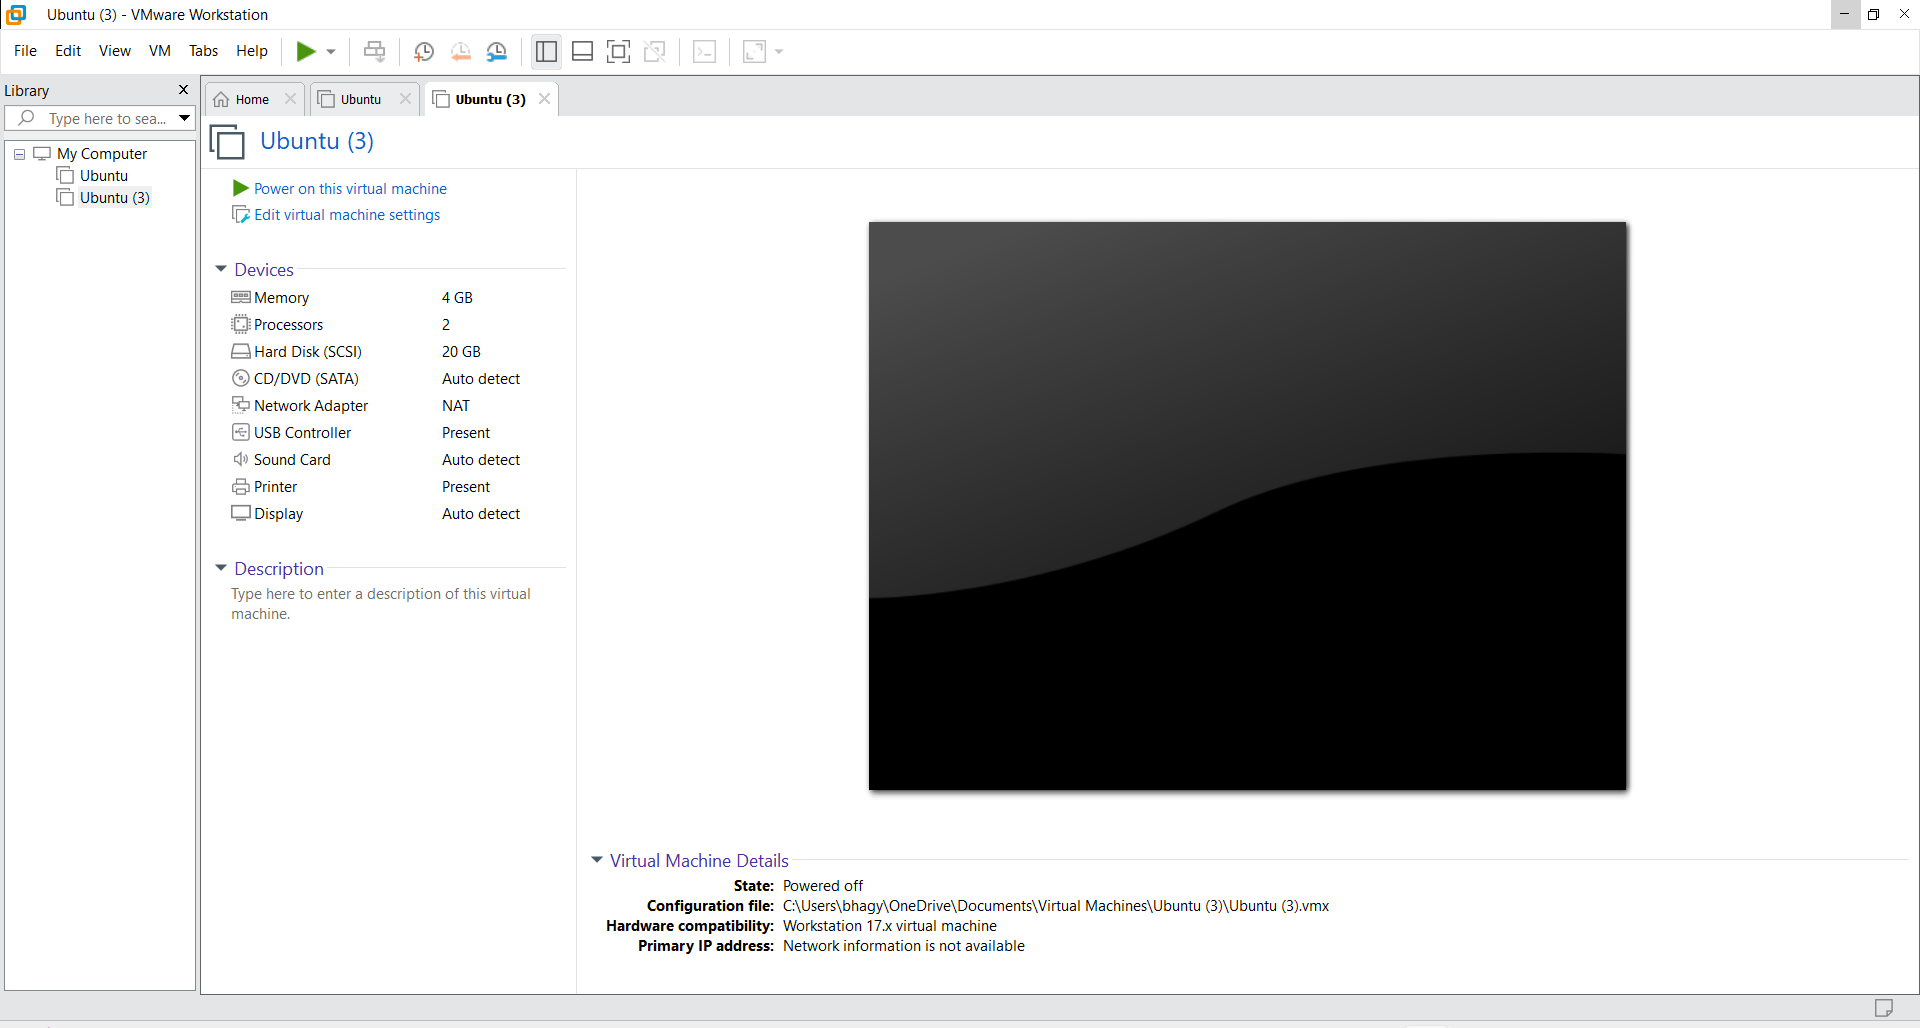 Ubuntu (3) - VMware Workstation
File Edit View VM Tabs Help
Library
Type here to sea...
My Computer
Ubuntu
Ubuntu (3)
Home
Ubuntu
Ubuntu (3)
Ubuntu (3)
Power on this virtual machine
Edit virtual machine settings
Devices
Memory 4 GB
Processors 2
Hard Disk (SCSI) 20 GB
CD/DVD (SATA) Auto detect
Network Adapter NAT
USB Controller Present
Sound Card Auto detect
Printer Present
Display Auto detect
Description
Type here to enter a description of this virtual
machine.
Virtual Machine Details
State: Powered off
Configuration file: C:\Users\bhagy\OneDrive\Documents\Virtual Machines\Ubuntu (3)\Ubuntu (3).vmx
Hardware compatibility: Workstation 17.x virtual machine
Primary IP address: Network information is not available